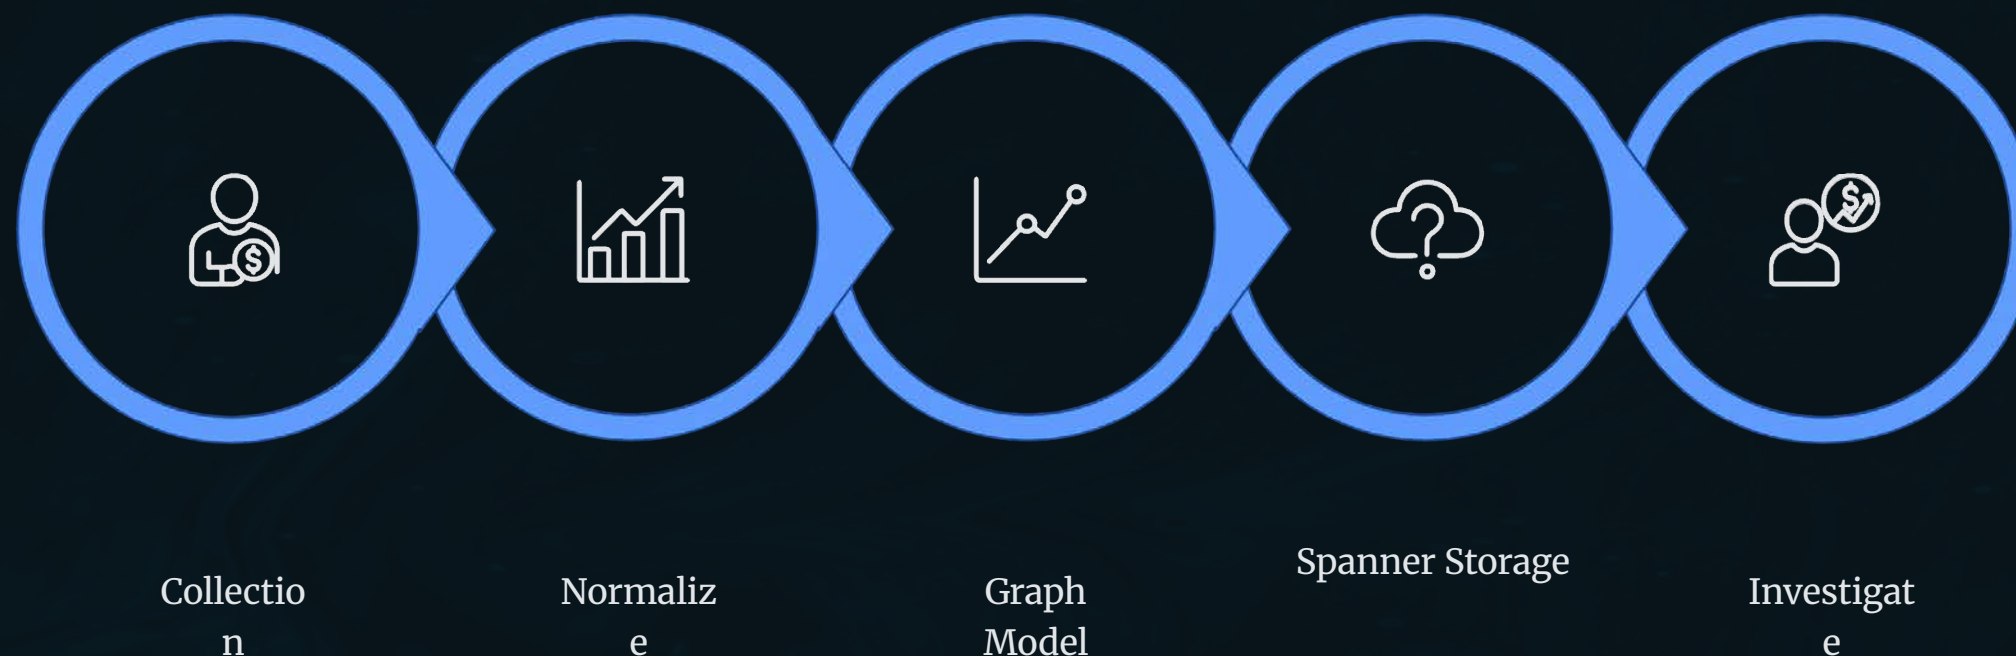 Collectio
n
Normaliz
e
Graph
Model
Spanner Storage
Investigat
e